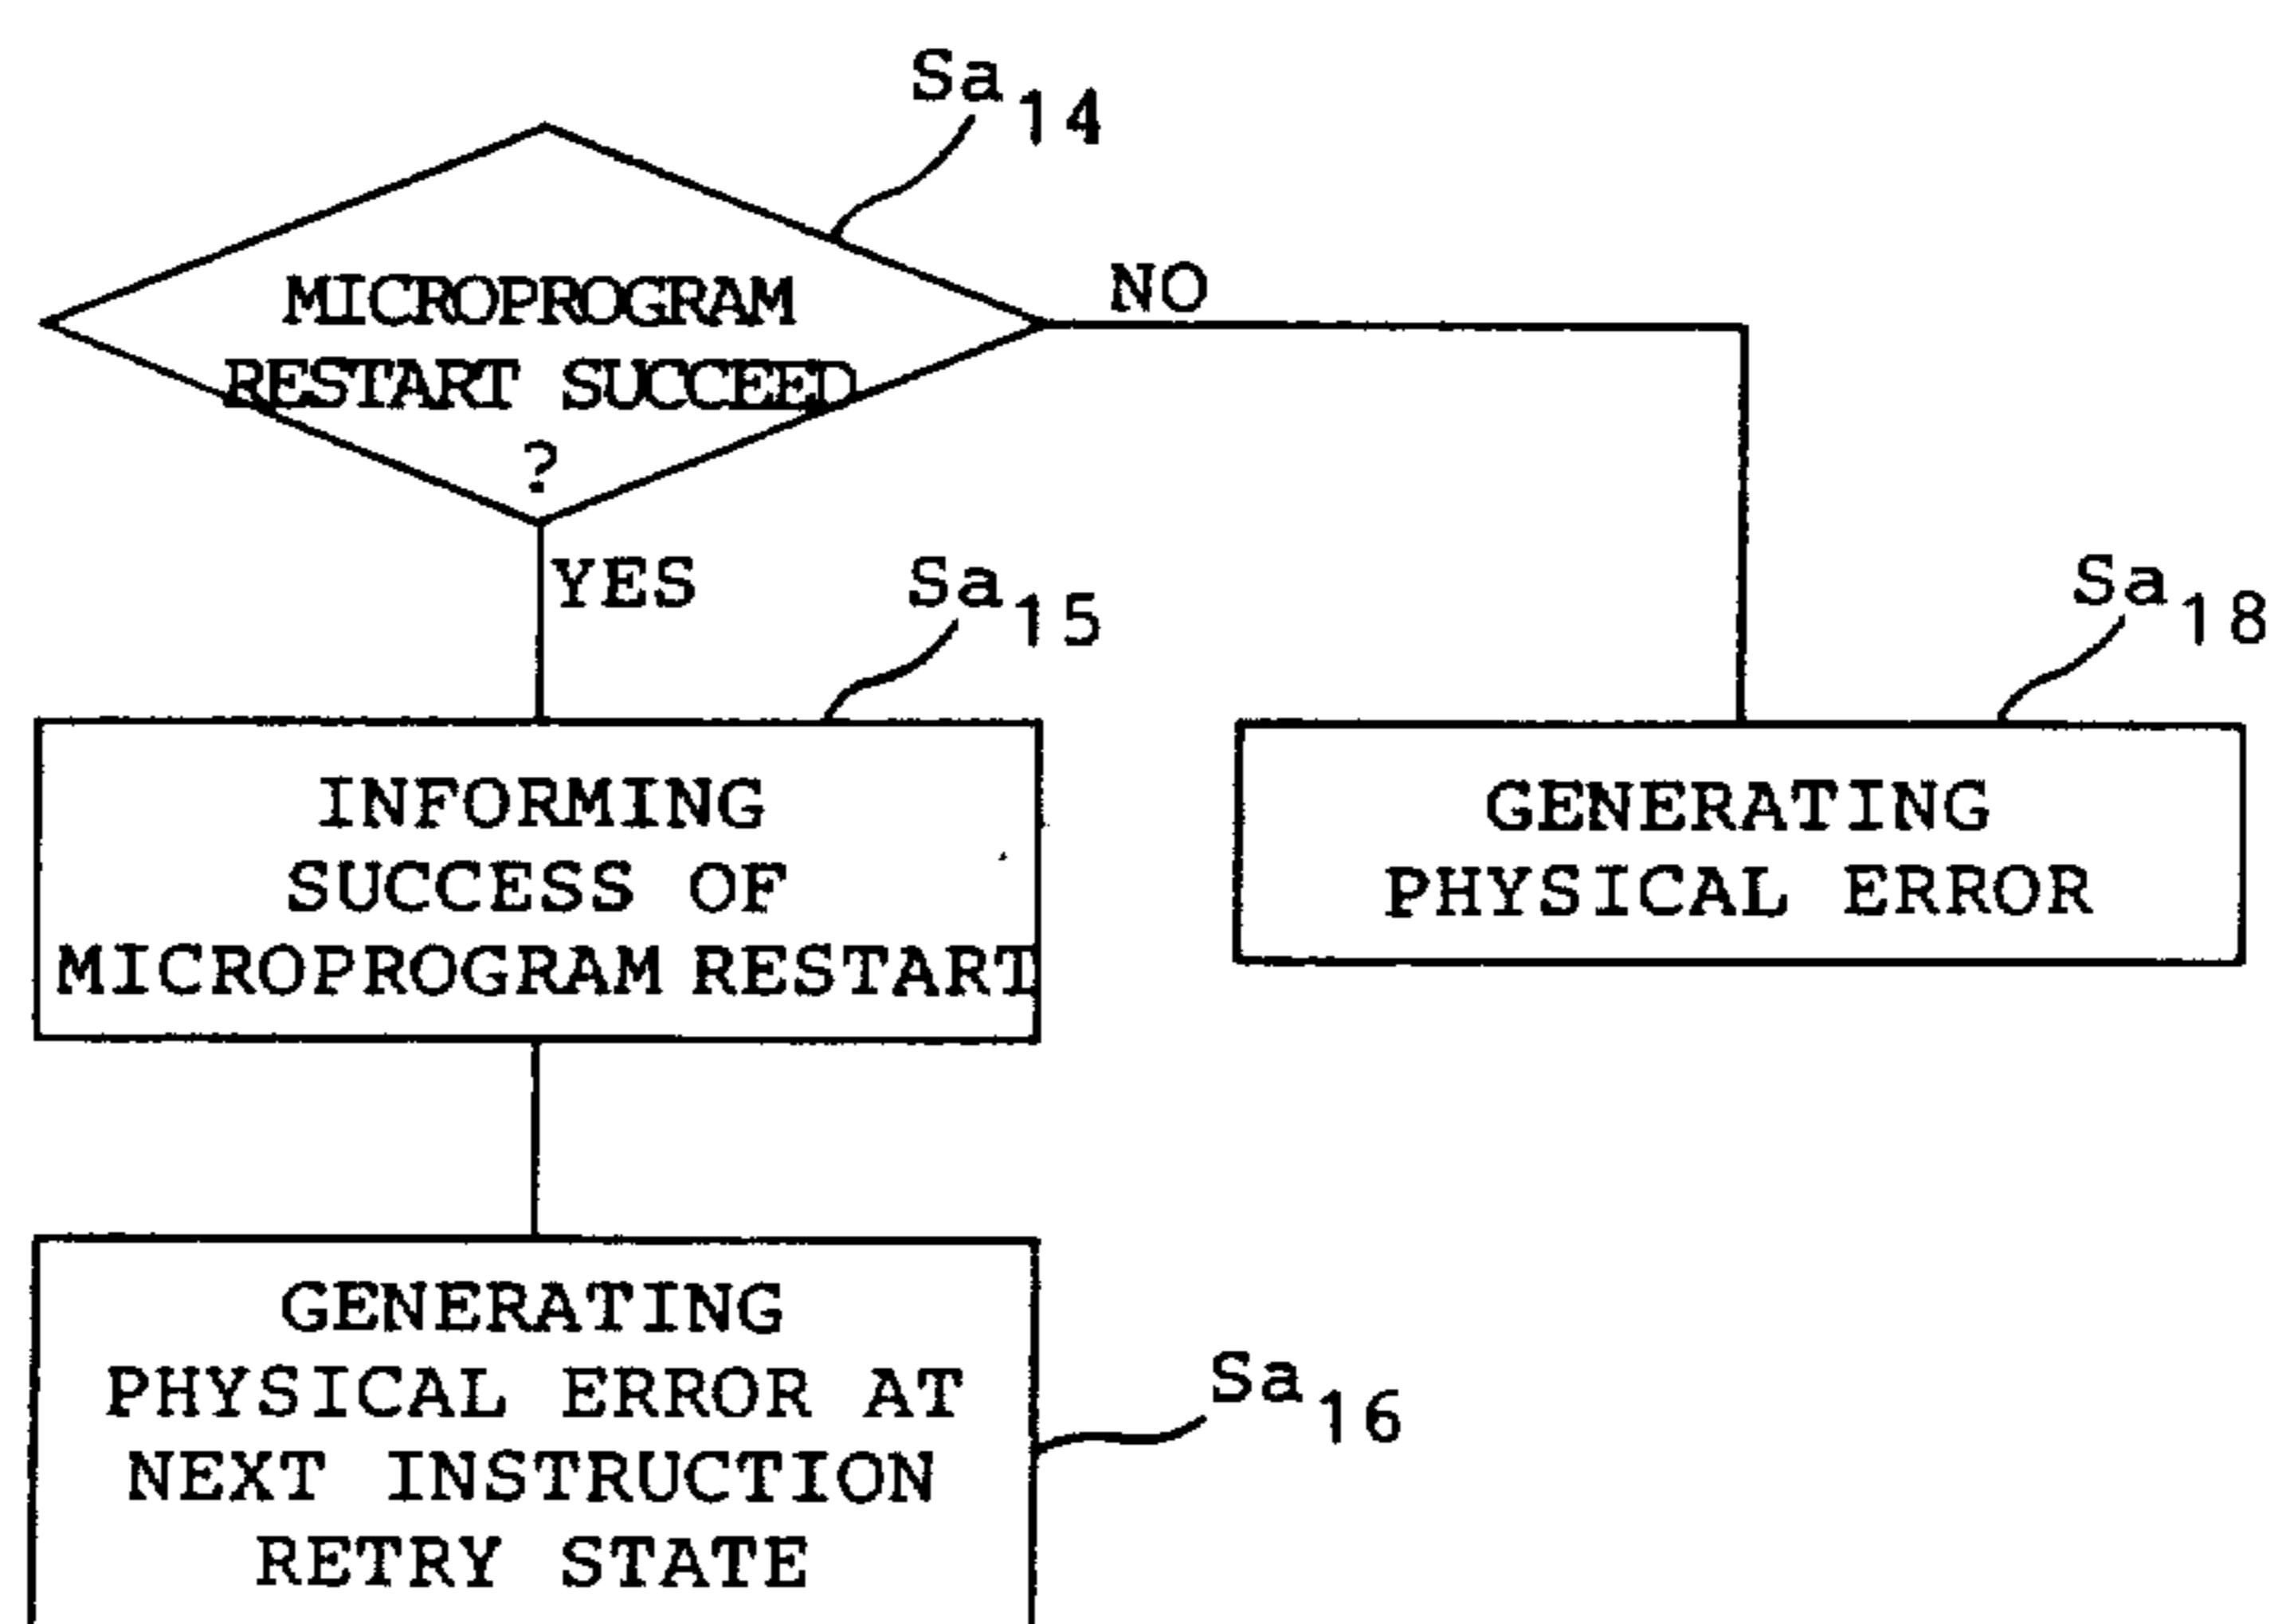 Sa14
MICROPROGRAM
RESTART SUCCEED
?
NO
YES
Sa15
INFORMING
SUCCESS OF
MICROPROGRAM RESTART
Sa18
GENERATING
PHYSICAL ERROR
GENERATING
PHYSICAL ERROR AT
NEXT INSTRUCTION
RETRY STATE
Sa16